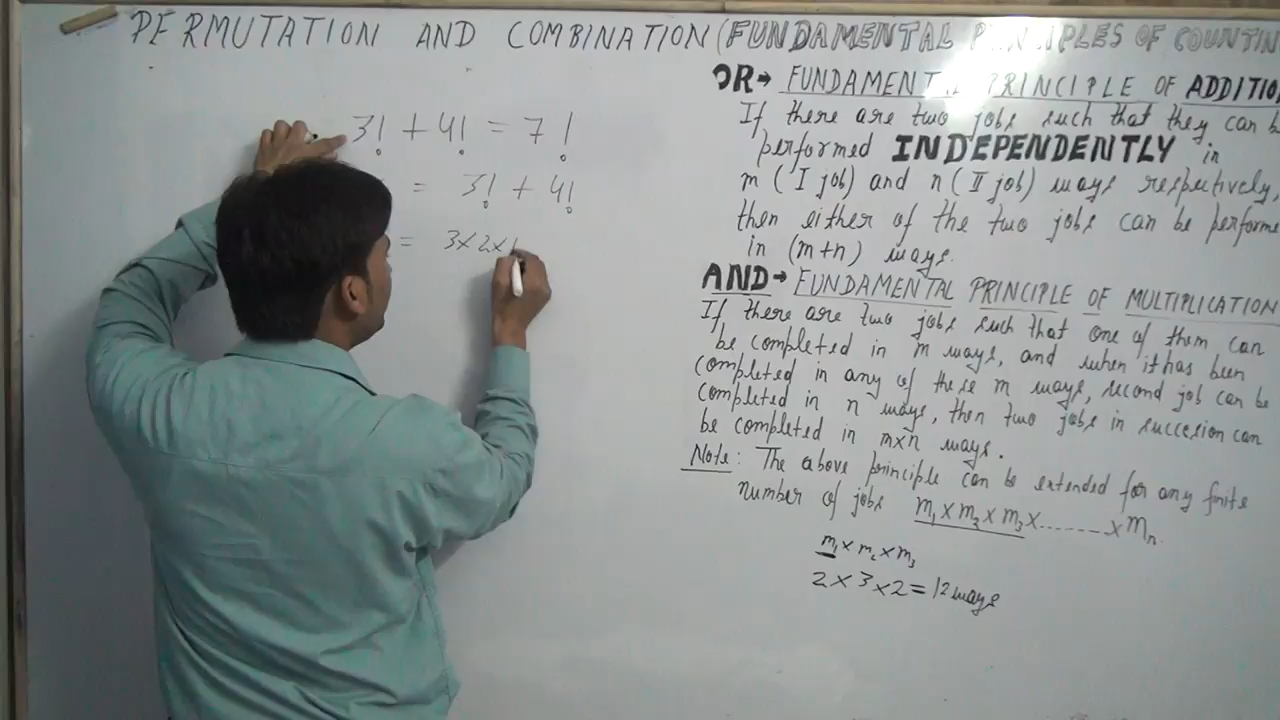 PERMUTATION AND COMBINATION (FUNDAMENTAL PRINCIPLES OF COUNTIN
3! + 4! = 7!
= 3! + 4!
= 3×2×1
OR→ FUNDAMENTAL PRINCIPLE OF ADDITIO
If there are two jobs such that they can be
performed INDEPENDENTLY in
m (I job) and n (II job) ways respectively,
then either of the two jobs can be performe
in (m+n) ways.
AND→ FUNDAMENTAL PRINCIPLE OF MULTIPLICATION
If there are two jobs such that one of them can
be completed in m ways, and when it has been
completed in any of these m ways, second job can be
completed in n ways, then two jobs in succesion can
be completed in m×n ways.
Note: The above principle can be extended for any finite
number of jobs m₁ × m₂ × m₃ ×.........× mₙ.
m₁ × m₂ × m₃
2 × 3 × 2 = 12 ways